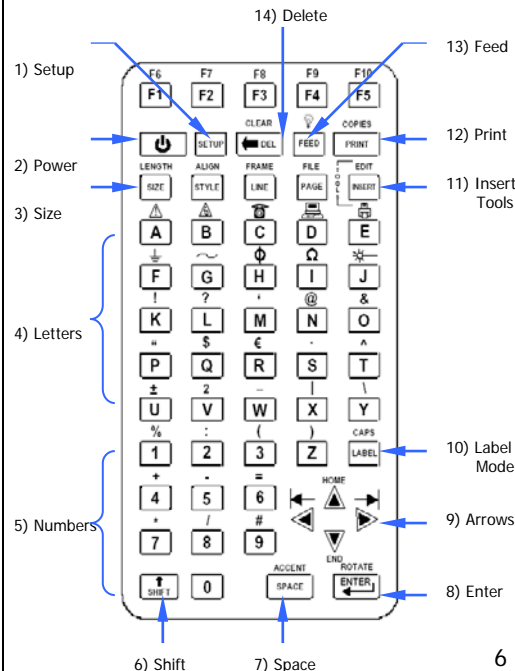 14) Delete
13) Feed
1) Setup
F6 F7 F8 F9 F10
F1 F2 F3 F4 F5
CLEAR COPIES
SETUP DEL FEED PRINT
12) Print
2) Power
LENGTH ALIGN FRAME FILE EDIT
SIZE STYLE LINE PAGE TOOL INSERT
11) Insert
Tools
3) Size
A B C D E
Ω
F G H I J
! ? ' @ &
K L M N O
4) Letters
" $ € · ^
P Q R S T
± 2 – | \
U V W X Y
% : ( ) CAPS
1 2 3 Z LABEL
10) Label
Mode
+ - = HOME
4 5 6
5) Numbers
9) Arrows
* / #
7 8 9
END
ACCENT ROTATE
SHIFT 0 SPACE ENTER
8) Enter
6) Shift 7) Space
6